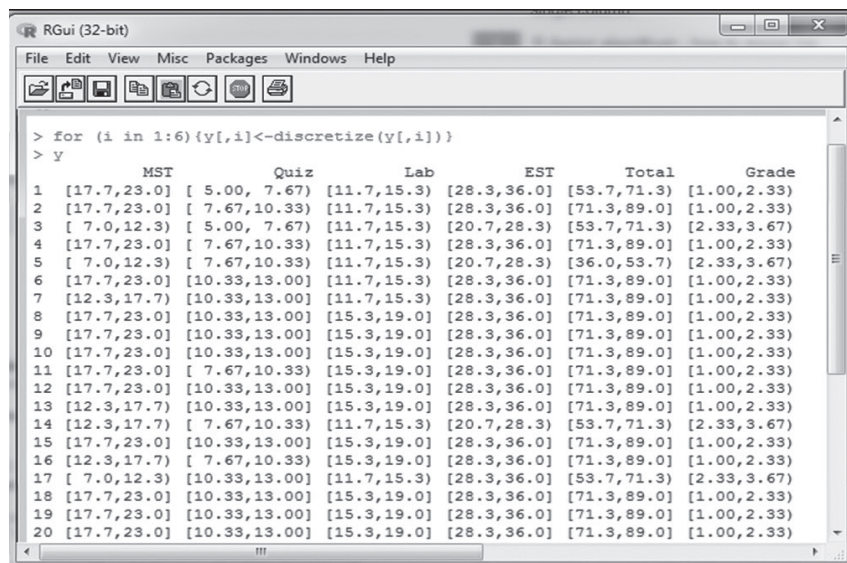 RGui (32-bit)
File Edit View Misc Packages Windows Help
STOP
> for (i in 1:6){y[,i]<-discretize(y[,i])}
> y
MST Quiz Lab EST Total Grade
1 [17.7,23.0] [ 5.00, 7.67) [11.7,15.3) [28.3,36.0] [53.7,71.3) [1.00,2.33)
2 [17.7,23.0] [ 7.67,10.33) [11.7,15.3) [28.3,36.0] [71.3,89.0] [1.00,2.33)
3 [ 7.0,12.3) [ 5.00, 7.67) [11.7,15.3) [20.7,28.3) [53.7,71.3) [2.33,3.67)
4 [17.7,23.0] [ 7.67,10.33) [11.7,15.3) [28.3,36.0] [71.3,89.0] [1.00,2.33)
5 [ 7.0,12.3) [ 7.67,10.33) [11.7,15.3) [20.7,28.3) [36.0,53.7) [2.33,3.67)
6 [17.7,23.0] [10.33,13.00] [11.7,15.3) [28.3,36.0] [71.3,89.0] [1.00,2.33)
7 [12.3,17.7) [10.33,13.00] [11.7,15.3) [28.3,36.0] [71.3,89.0] [1.00,2.33)
8 [17.7,23.0] [10.33,13.00] [15.3,19.0] [28.3,36.0] [71.3,89.0] [1.00,2.33)
9 [17.7,23.0] [10.33,13.00] [15.3,19.0] [28.3,36.0] [71.3,89.0] [1.00,2.33)
10 [17.7,23.0] [10.33,13.00] [15.3,19.0] [28.3,36.0] [71.3,89.0] [1.00,2.33)
11 [17.7,23.0] [ 7.67,10.33) [15.3,19.0] [28.3,36.0] [71.3,89.0] [1.00,2.33)
12 [17.7,23.0] [10.33,13.00] [15.3,19.0] [28.3,36.0] [71.3,89.0] [1.00,2.33)
13 [12.3,17.7) [10.33,13.00] [15.3,19.0] [28.3,36.0] [71.3,89.0] [1.00,2.33)
14 [12.3,17.7) [ 7.67,10.33) [11.7,15.3) [20.7,28.3) [53.7,71.3) [2.33,3.67)
15 [17.7,23.0] [10.33,13.00] [15.3,19.0] [28.3,36.0] [71.3,89.0] [1.00,2.33)
16 [12.3,17.7) [ 7.67,10.33) [15.3,19.0] [28.3,36.0] [71.3,89.0] [1.00,2.33)
17 [ 7.0,12.3) [10.33,13.00] [11.7,15.3) [28.3,36.0] [53.7,71.3) [2.33,3.67)
18 [17.7,23.0] [10.33,13.00] [15.3,19.0] [28.3,36.0] [71.3,89.0] [1.00,2.33)
19 [17.7,23.0] [10.33,13.00] [15.3,19.0] [28.3,36.0] [71.3,89.0] [1.00,2.33)
20 [17.7,23.0] [10.33,13.00] [15.3,19.0] [28.3,36.0] [71.3,89.0] [1.00,2.33)